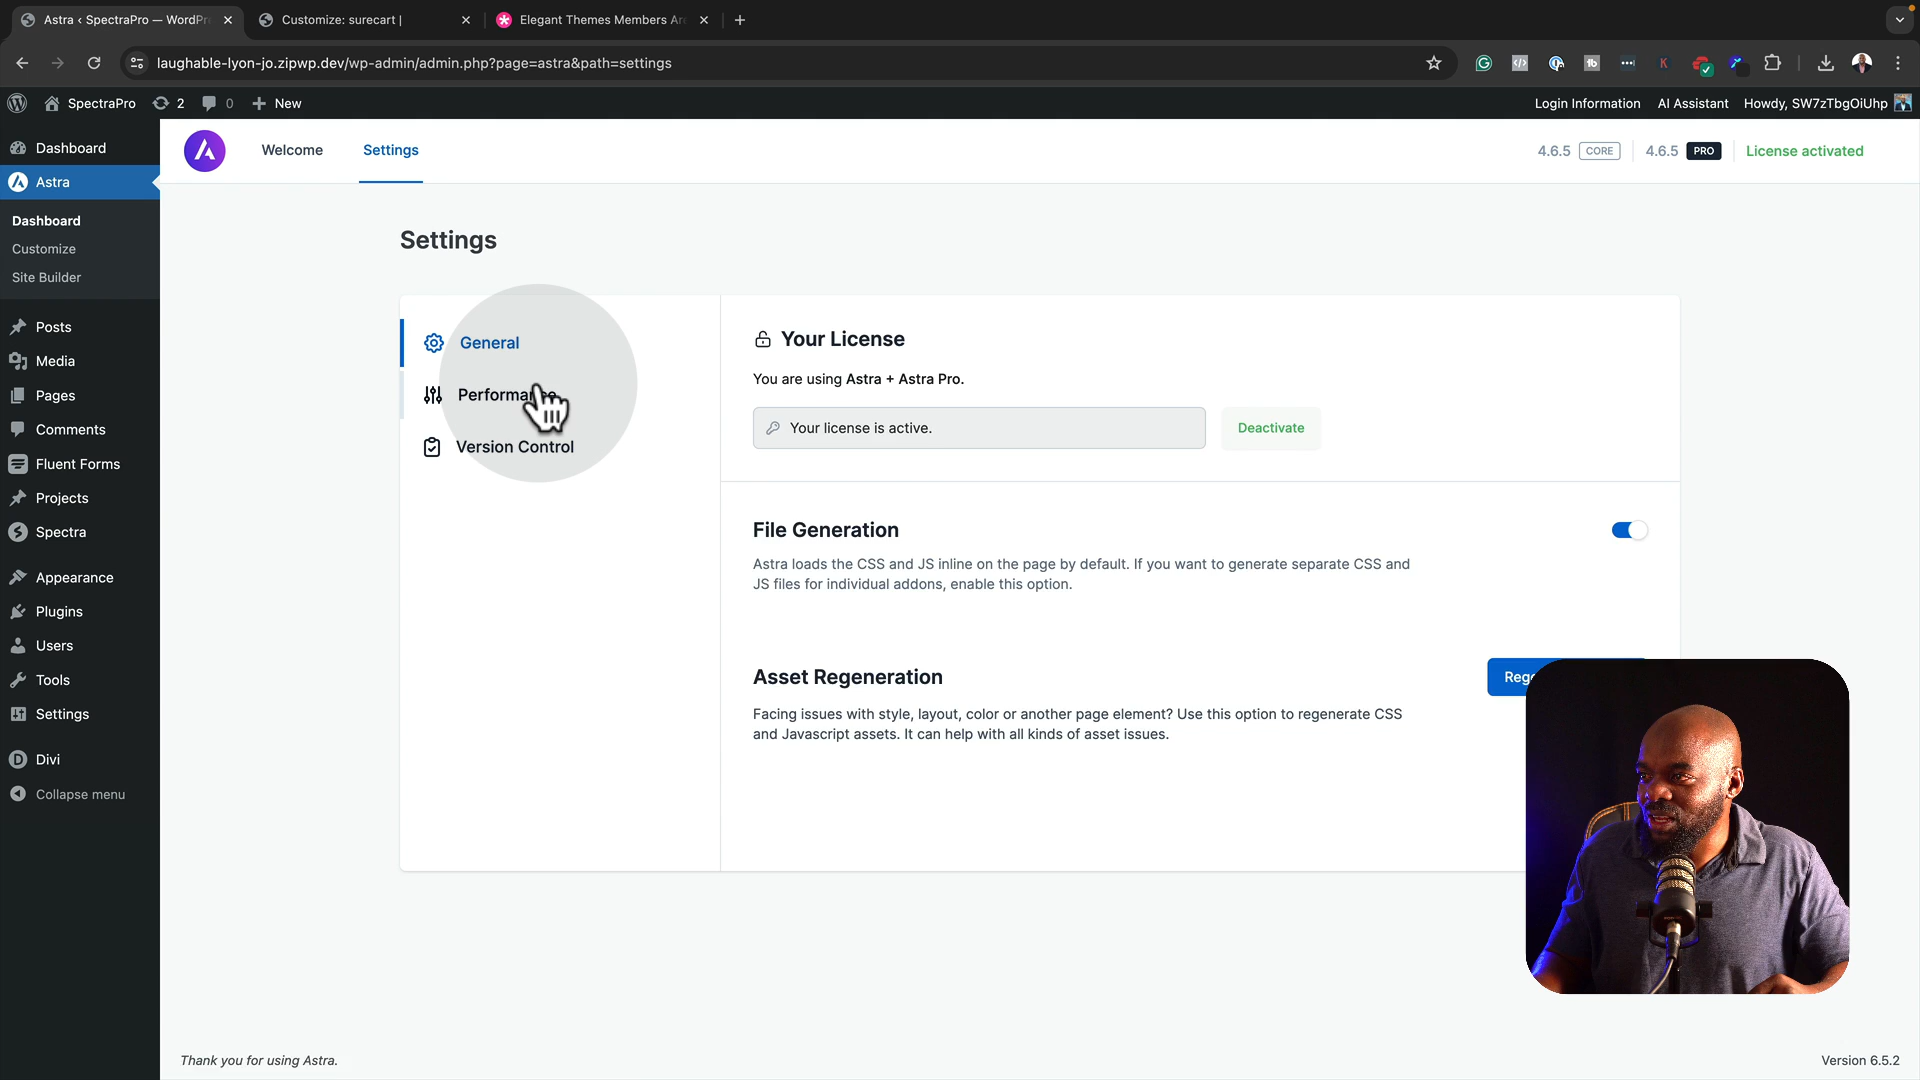 Astra ‹ SpectraPro — WordPr
Customize: surecart |
Elegant Themes Members Ar
laughable-lyon-jo.zipwp.dev/wp-admin/admin.php?page=astra&path=settings
SpectraPro
2
0
New
Login Information
AI Assistant
Howdy, SW7zTbgOiUhp
Dashboard
Astra
Dashboard
Customize
Site Builder
Posts
Media
Pages
Comments
Fluent Forms
Projects
Spectra
Appearance
Plugins
Users
Tools
Settings
Divi
Collapse menu
Welcome
Settings
4.6.5 CORE
4.6.5 PRO
License activated
Settings
General
Performance
Version Control
Your License
You are using Astra + Astra Pro.
Your license is active.
Deactivate
File Generation
Astra loads the CSS and JS inline on the page by default. If you want to generate separate CSS and
JS files for individual addons, enable this option.
Asset Regeneration
Facing issues with style, layout, color or another page element? Use this option to regenerate CSS
and Javascript assets. It can help with all kinds of asset issues.
Thank you for using Astra.
Version 6.5.2